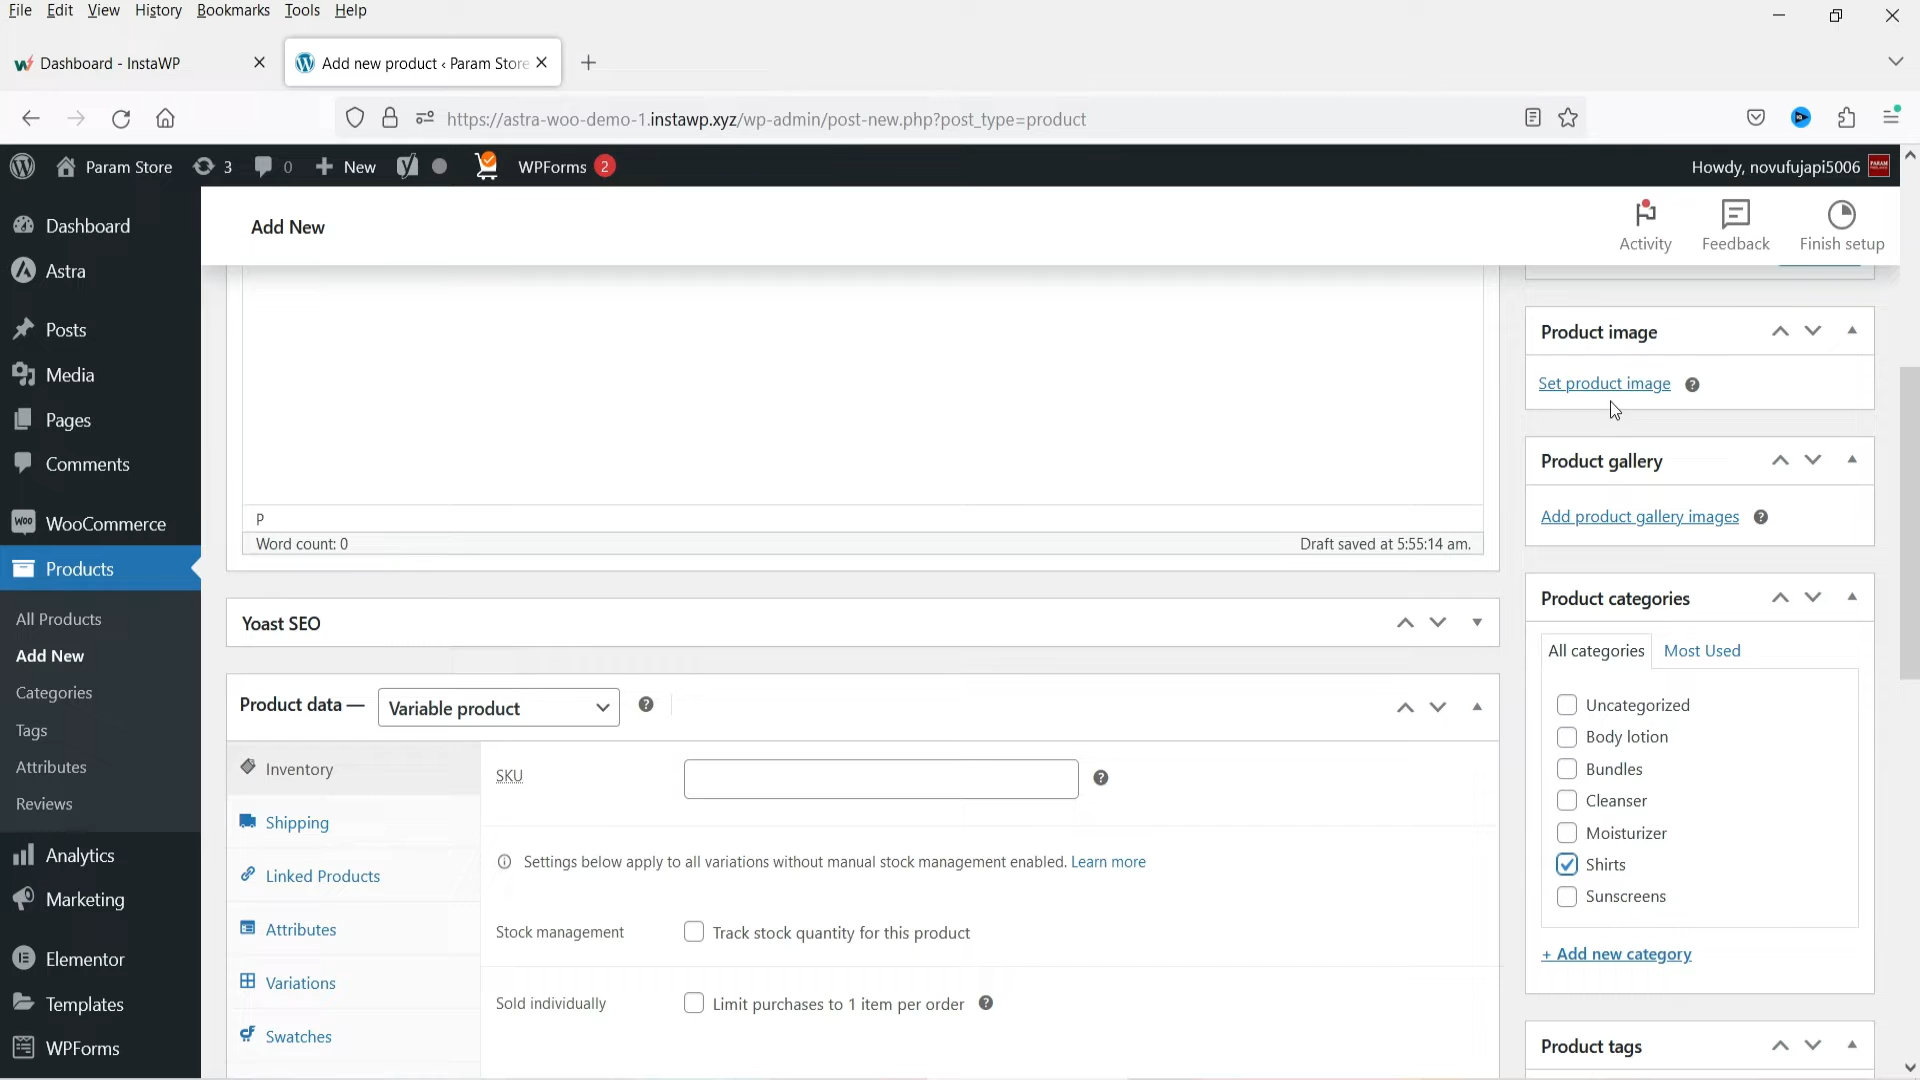 File Edit View History Bookmarks Tools Help
Dashboard - InstaWP
Add new product ‹ Param Store
https://astra-woo-demo-1.instawp.xyz/wp-admin/post-new.php?post_type=product
Param Store 3 0 New WPForms 2
Howdy, novufujapi5006
Add New
Activity Feedback Finish setup
Dashboard
Astra
Posts
Media
Pages
Comments
WooCommerce
Products
All Products
Add New
Categories
Tags
Attributes
Reviews
Analytics
Marketing
Elementor
Templates
WPForms
P
Word count: 0
Draft saved at 5:55:14 am.
Yoast SEO
Product data — Variable product
Inventory
Shipping
Linked Products
Attributes
Variations
Swatches
SKU
Settings below apply to all variations without manual stock management enabled. Learn more
Stock management Track stock quantity for this product
Sold individually Limit purchases to 1 item per order
Product image
Set product image
Product gallery
Add product gallery images
Product categories
All categories Most Used
Uncategorized
Body lotion
Bundles
Cleanser
Moisturizer
Shirts
Sunscreens
+ Add new category
Product tags